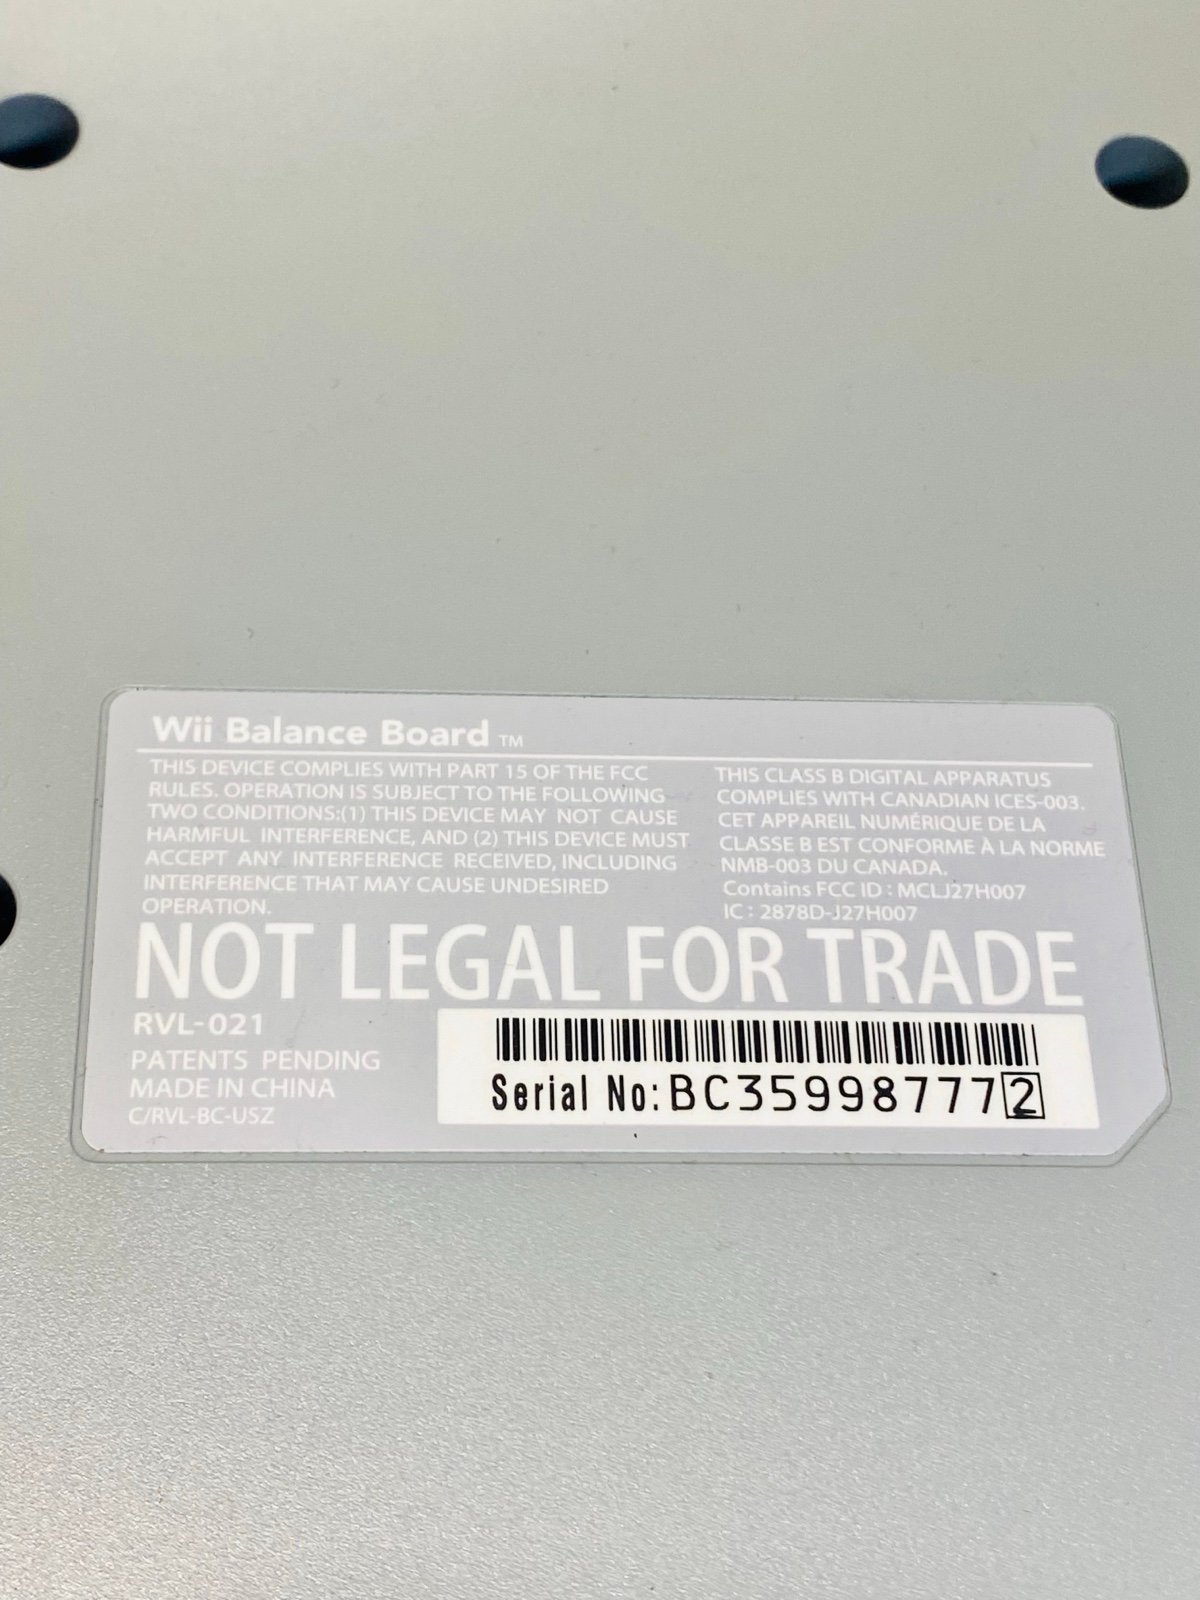 Wii Balance Board ™
THIS DEVICE COMPLIES WITH PART 15 OF THE FCC
RULES. OPERATION IS SUBJECT TO THE FOLLOWING
TWO CONDITIONS:(1) THIS DEVICE MAY NOT CAUSE
HARMFUL INTERFERENCE, AND (2) THIS DEVICE MUST
ACCEPT ANY INTERFERENCE RECEIVED, INCLUDING
INTERFERENCE THAT MAY CAUSE UNDESIRED
OPERATION.
THIS CLASS B DIGITAL APPARATUS
COMPLIES WITH CANADIAN ICES-003.
CET APPAREIL NUMÉRIQUE DE LA
CLASSE B EST CONFORME À LA NORME
NMB-003 DU CANADA.
Contains FCC ID : MCLJ27H007
IC : 2878D-J27H007
NOT LEGAL FOR TRADE
RVL-021
PATENTS PENDING
MADE IN CHINA
C/RVL-BC-USZ
Serial No:BC359987772